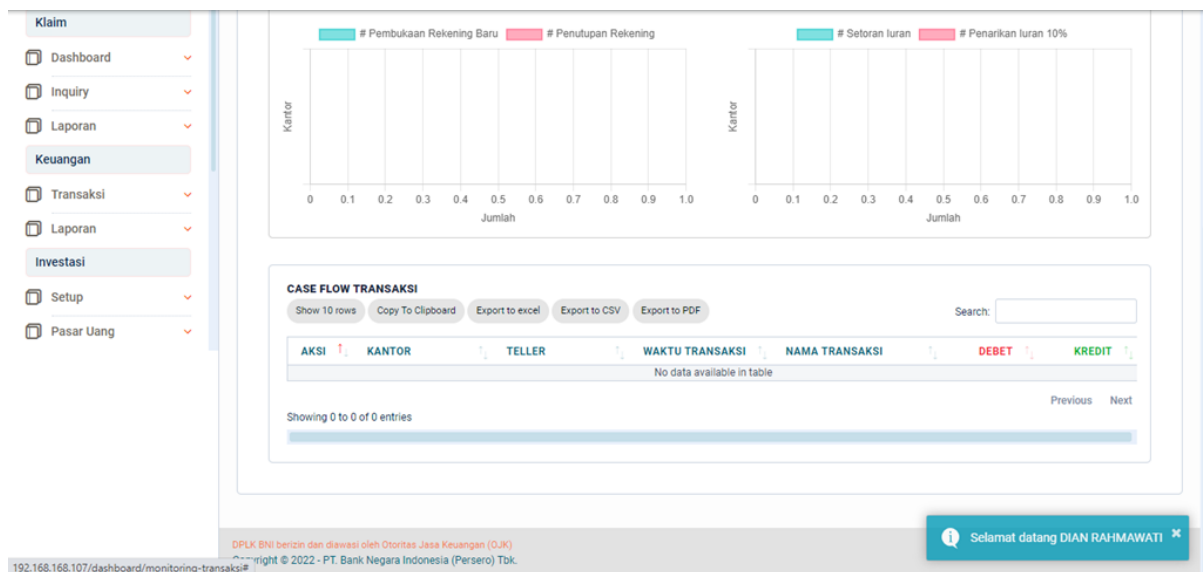 Klaim
Dashboard
Inquiry
Laporan
Keuangan
Transaksi
Laporan
Investasi
Setup
Pasar Uang
# Pembukaan Rekening Baru # Penutupan Rekening
Kantor
0 0.1 0.2 0.3 0.4 0.5 0.6 0.7 0.8 0.9 1.0
Jumlah
# Setoran Iuran # Penarikan Iuran 10%
Kantor
0 0.1 0.2 0.3 0.4 0.5 0.6 0.7 0.8 0.9 1.0
Jumlah
CASE FLOW TRANSAKSI
Show 10 rows Copy To Clipboard Export to excel Export to CSV Export to PDF Search:
AKSI KANTOR TELLER WAKTU TRANSAKSI NAMA TRANSAKSI DEBET KREDIT
No data available in table
Previous Next
Showing 0 to 0 of 0 entries
Selamat datang DIAN RAHMAWATI ×
DPLK BNI berizin dan diawasi oleh Otoritas Jasa Keuangan (OJK)
right © 2022 - PT. Bank Negara Indonesia (Persero) Tbk.
192.168.168.107/dashboard/monitoring-transaksi#